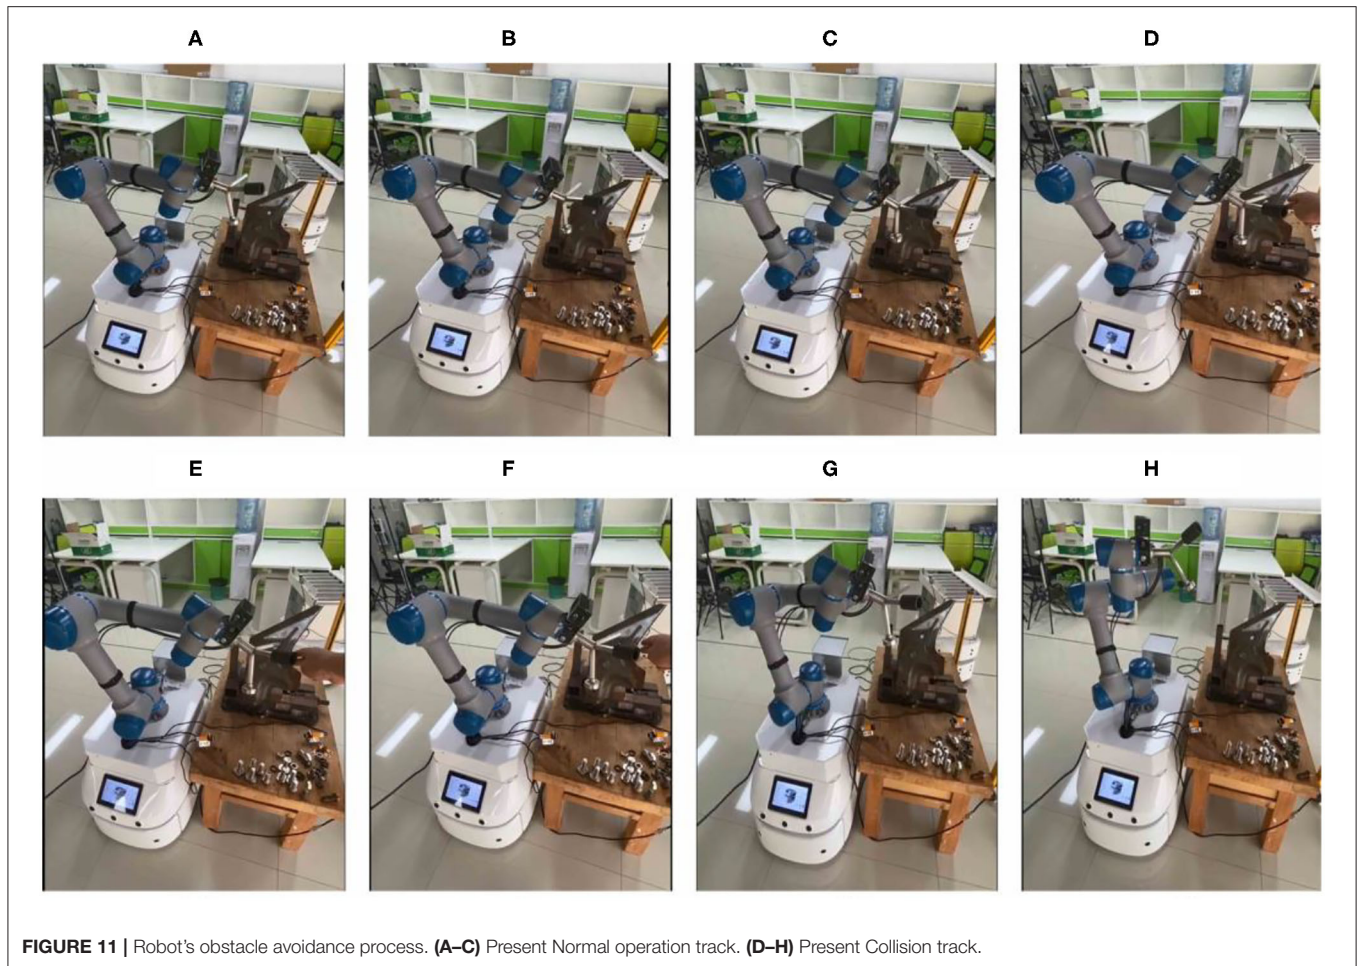 A
B
C
D
E
F
G
H
FIGURE 11 | Robot's obstacle avoidance process. (A–C) Present Normal operation track. (D–H) Present Collision track.